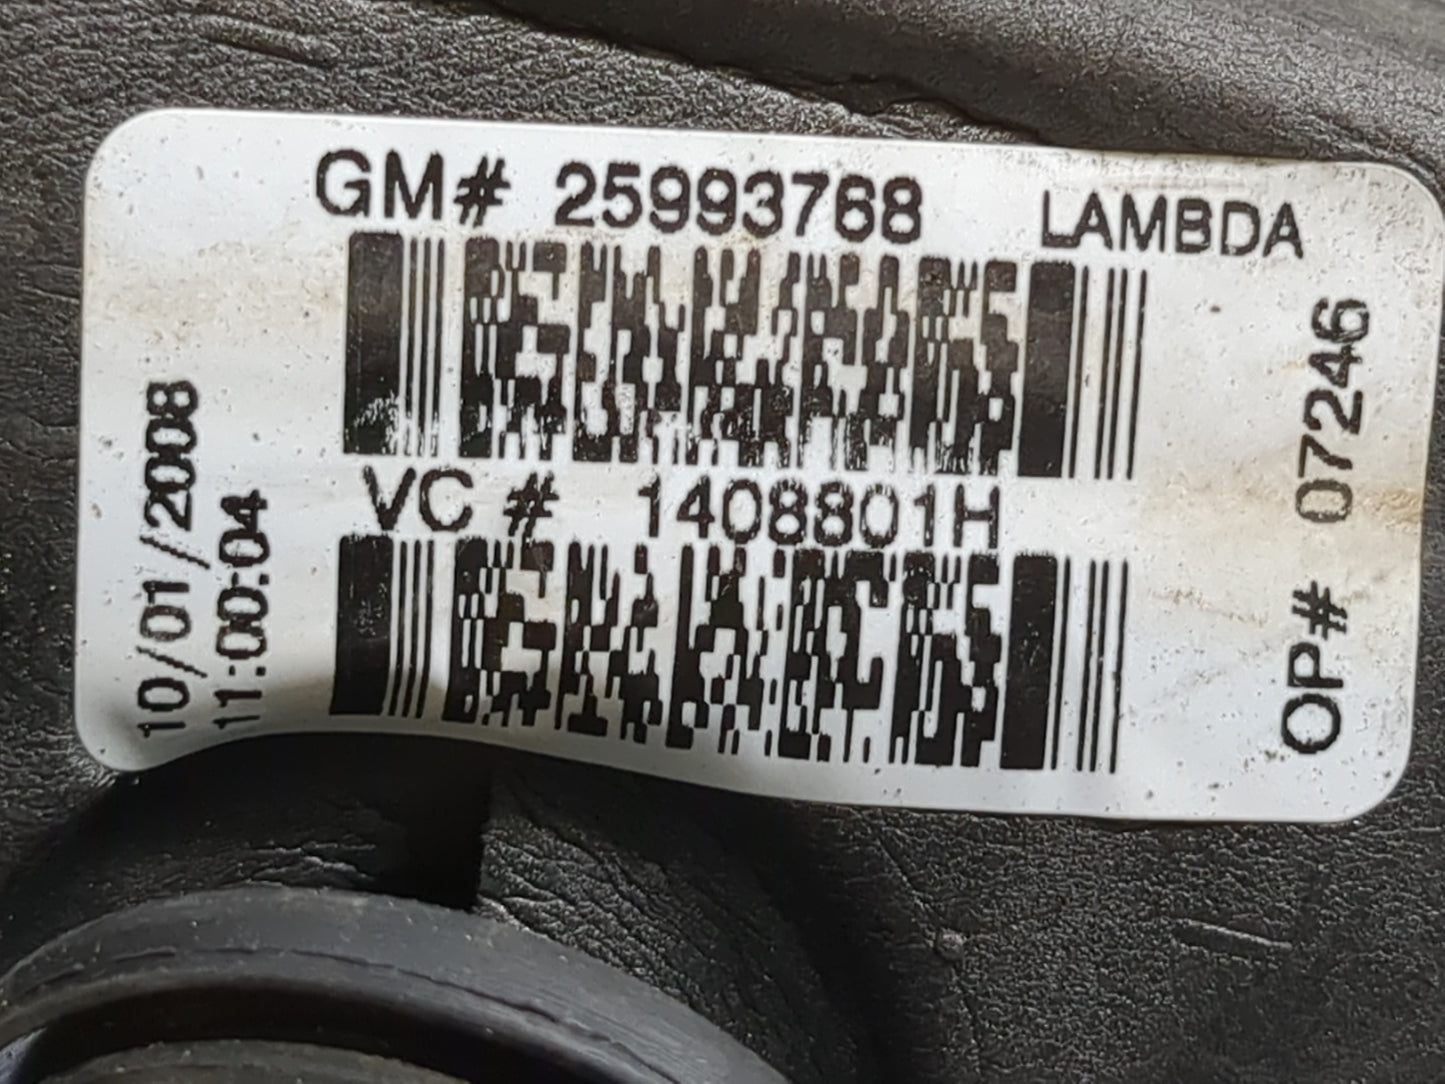 GM# 25993768 LAMBDA
VC # 1408801H
10/01/2008
11:00:04
OP# 07246